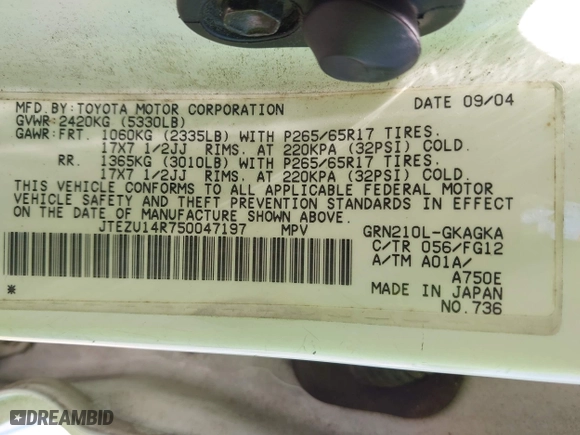 MFD.BY:TOYOTA MOTOR CORPORATION DATE 09/04
GVWR:2420KG (5330LB)
GAWR:FRT. 1060KG (2335LB) WITH P265/65R17 TIRES.
17X7 1/2JJ RIMS. AT 220KPA (32PSI) COLD.
RR. 1365KG (3010LB) WITH P265/65R17 TIRES.
17X7 1/2JJ RIMS. AT 220KPA (32PSI) COLD.
THIS VEHICLE CONFORMS TO ALL APPLICABLE FEDERAL MOTOR
VEHICLE SAFETY AND THEFT PREVENTION STANDARDS IN EFFECT
ON THE DATE OF MANUFACTURE SHOWN ABOVE.
JTEZU14R750047197 MPV GRN210L-GKAGKA
C/TR 056/FG12
A/TM A01A/
A750E
* MADE IN JAPAN
NO.736
DREAMBID